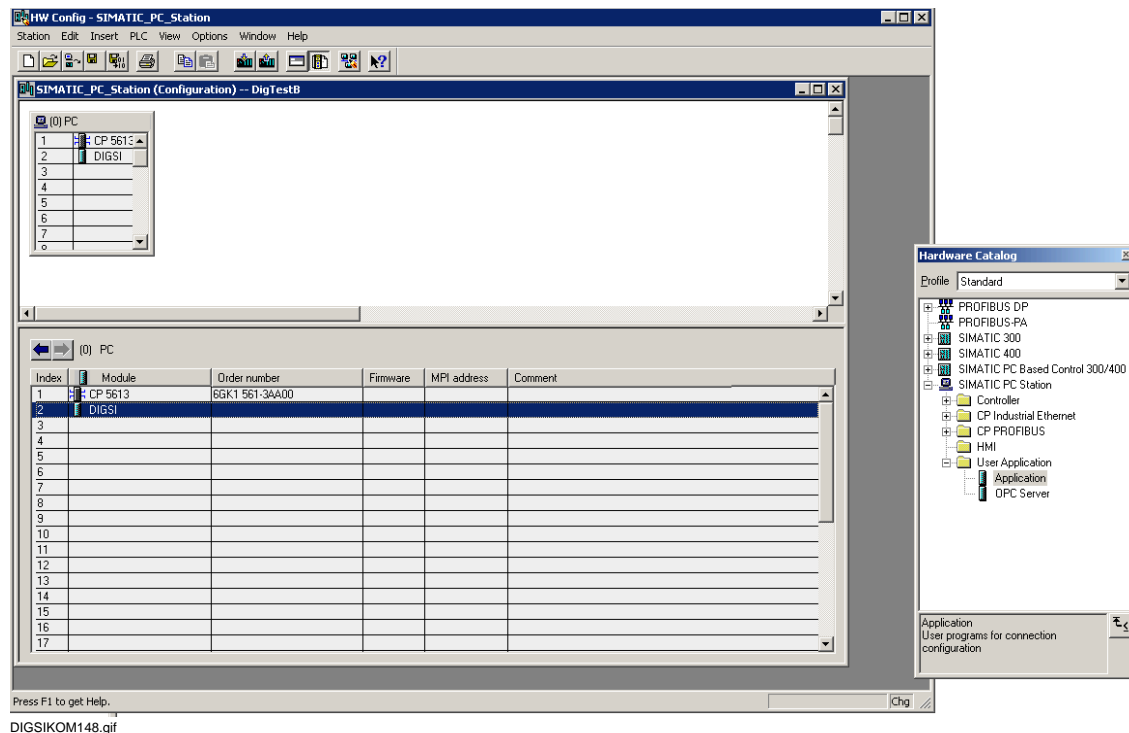 HW Config - SIMATIC_PC_Station
Station Edit Insert PLC View Options Window Help
SIMATIC_PC_Station (Configuration) -- DigTestB
(0) PC
1 CP 5613
2 DIGSI
3
4
5
6
7
8
(0) PC
Index Module Order number Firmware MPI address Comment
1 CP 5613 6GK1 561-3AA00
2 DIGSI
3
4
5
6
7
8
9
10
11
12
13
14
15
16
17
Press F1 to get Help.
Chg
Hardware Catalog
Profile Standard
PROFIBUS DP
PROFIBUS-PA
SIMATIC 300
SIMATIC 400
SIMATIC PC Based Control 300/400
SIMATIC PC Station
Controller
CP Industrial Ethernet
CP PROFIBUS
HMI
User Application
Application
OPC Server
Application
User programs for connection
configuration
DIGSIKOM148.gif